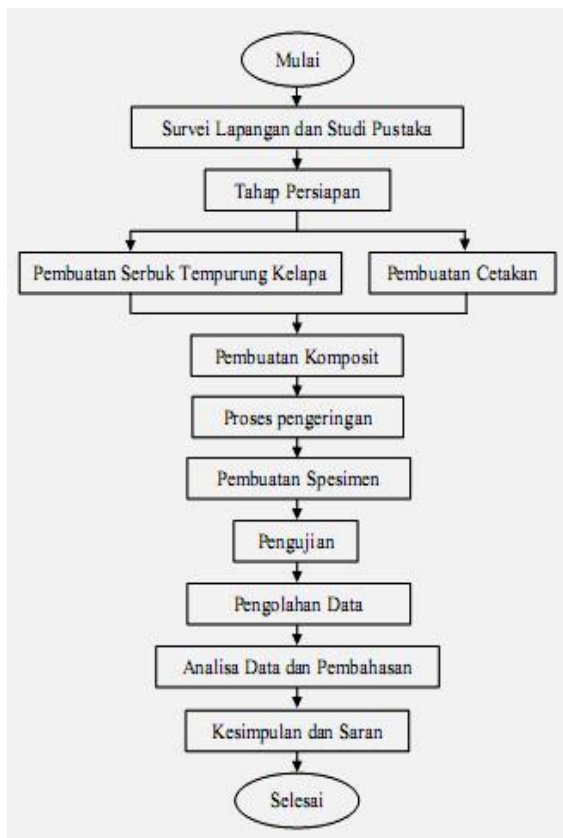 Mulai
Survei Lapangan dan Studi Pustaka
Tahap Persiapan
Pembuatan Serbuk Tempurung Kelapa
Pembuatan Cetakan
Pembuatan Komposit
Proses pengeringan
Pembuatan Spesimen
Pengujian
Pengolahan Data
Analisa Data dan Pembahasan
Kesimpulan dan Saran
Selesai